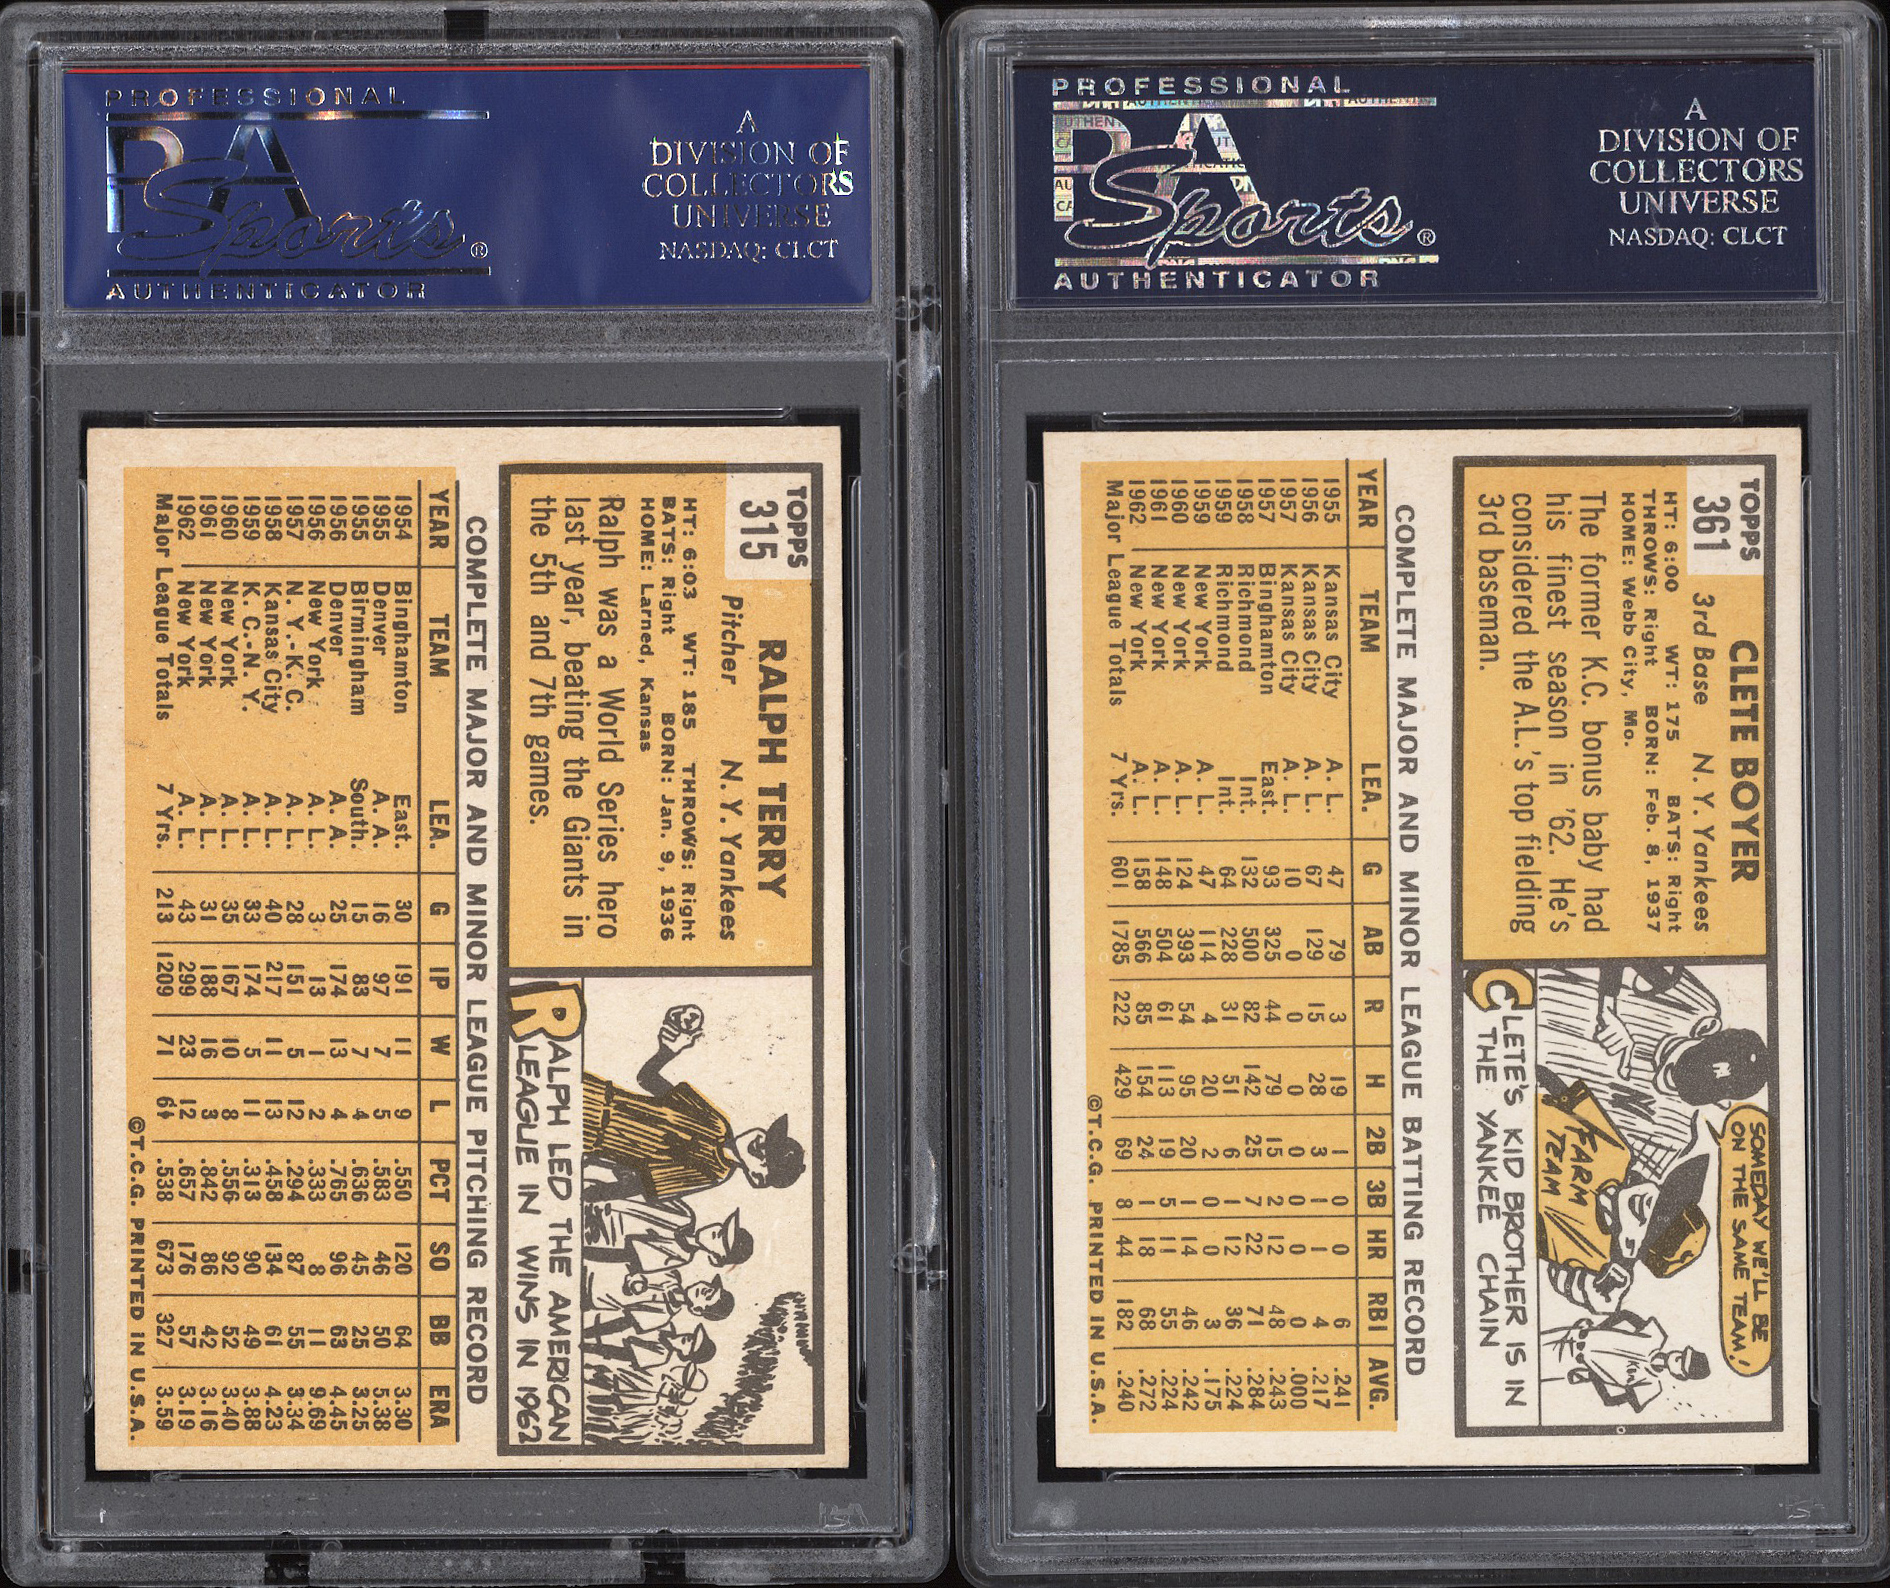 PROFESSIONAL
PSA
Sports®
AUTHENTICATOR
A
DIVISION OF
COLLECTORS
UNIVERSE
NASDAQ: CLCT
TOPPS
315
RALPH TERRY
Pitcher N. Y. Yankees
HT: 6:03 WT: 185 THROWS: Right
BATS: Right BORN: Jan. 9, 1936
HOME: Larned, Kansas
Ralph was a World Series hero
last year, beating the Giants in
the 5th and 7th games.
RALPH LED THE AMERICAN
LEAGUE IN WINS IN 1962
COMPLETE MAJOR AND MINOR LEAGUE PITCHING RECORD
YEAR TEAM LEA. G IP W L PCT SO BB ERA
1954 Binghamton East. 30 191 11 9 .550 120 64 3.30
1955 Denver A. A. 16 97 7 5 .583 46 50 5.38
1955 Birmingham South. 15 83 7 4 .636 45 25 3.25
1956 Denver A. A. 25 174 13 4 .765 96 63 4.45
1956 New York A. L. 3 13 1 2 .333 8 11 9.69
1957 N. Y.-K. C. A. L. 28 151 5 12 .294 87 55 3.34
1958 Kansas City A. L. 40 217 11 13 .458 134 61 4.23
1959 K. C.-N. Y. A. L. 33 174 5 11 .313 90 49 3.88
1960 New York A. L. 35 167 10 8 .556 92 52 3.40
1961 New York A. L. 31 188 16 3 .842 86 42 3.16
1962 New York A. L. 43 299 23 12 .657 176 57 3.19
Major League Totals 7 Yrs. 213 1209 71 61 .538 673 327 3.59
©T.C.G. PRINTED IN U.S.A.
PROFESSIONAL
PSA
Sports®
AUTHENTICATOR
A
DIVISION OF
COLLECTORS
UNIVERSE
NASDAQ: CLCT
TOPPS
361
CLETE BOYER
3rd Base N. Y. Yankees
HT: 6:00 WT: 175 BATS: Right
THROWS: Right BORN: Feb. 8, 1937
HOME: Webb City, Mo.
The former K.C. bonus baby had
his finest season in '62. He's
considered the A.L.'s top fielding
3rd baseman.
SOMEDAY WE'LL BE
ON THE SAME TEAM!
FARM
TEAM
CLETE'S KID BROTHER IS IN
THE YANKEE CHAIN
COMPLETE MAJOR AND MINOR LEAGUE BATTING RECORD
YEAR TEAM LEA. G AB R H 2B 3B HR RBI AVG.
1955 Kansas City A. L. 47 79 3 19 1 0 0 6 .241
1956 Kansas City A. L. 67 129 15 28 3 1 1 4 .217
1957 Kansas City A. L. 10 0 0 0 0 0 0 0 .000
1957 Binghamton East. 93 325 44 79 15 2 12 48 .243
1958 Richmond Int. 132 500 82 142 25 7 22 71 .284
1959 Richmond Int. 64 228 31 51 6 1 12 36 .224
1959 New York A. L. 47 114 4 20 2 0 0 3 .175
1960 New York A. L. 124 393 54 95 20 1 14 46 .242
1961 New York A. L. 148 504 61 113 19 5 11 55 .224
1962 New York A. L. 158 566 85 154 24 1 18 68 .272
Major League Totals 7 Yrs. 601 1785 222 429 69 8 44 182 .240
©T.C.G. PRINTED IN U.S.A.